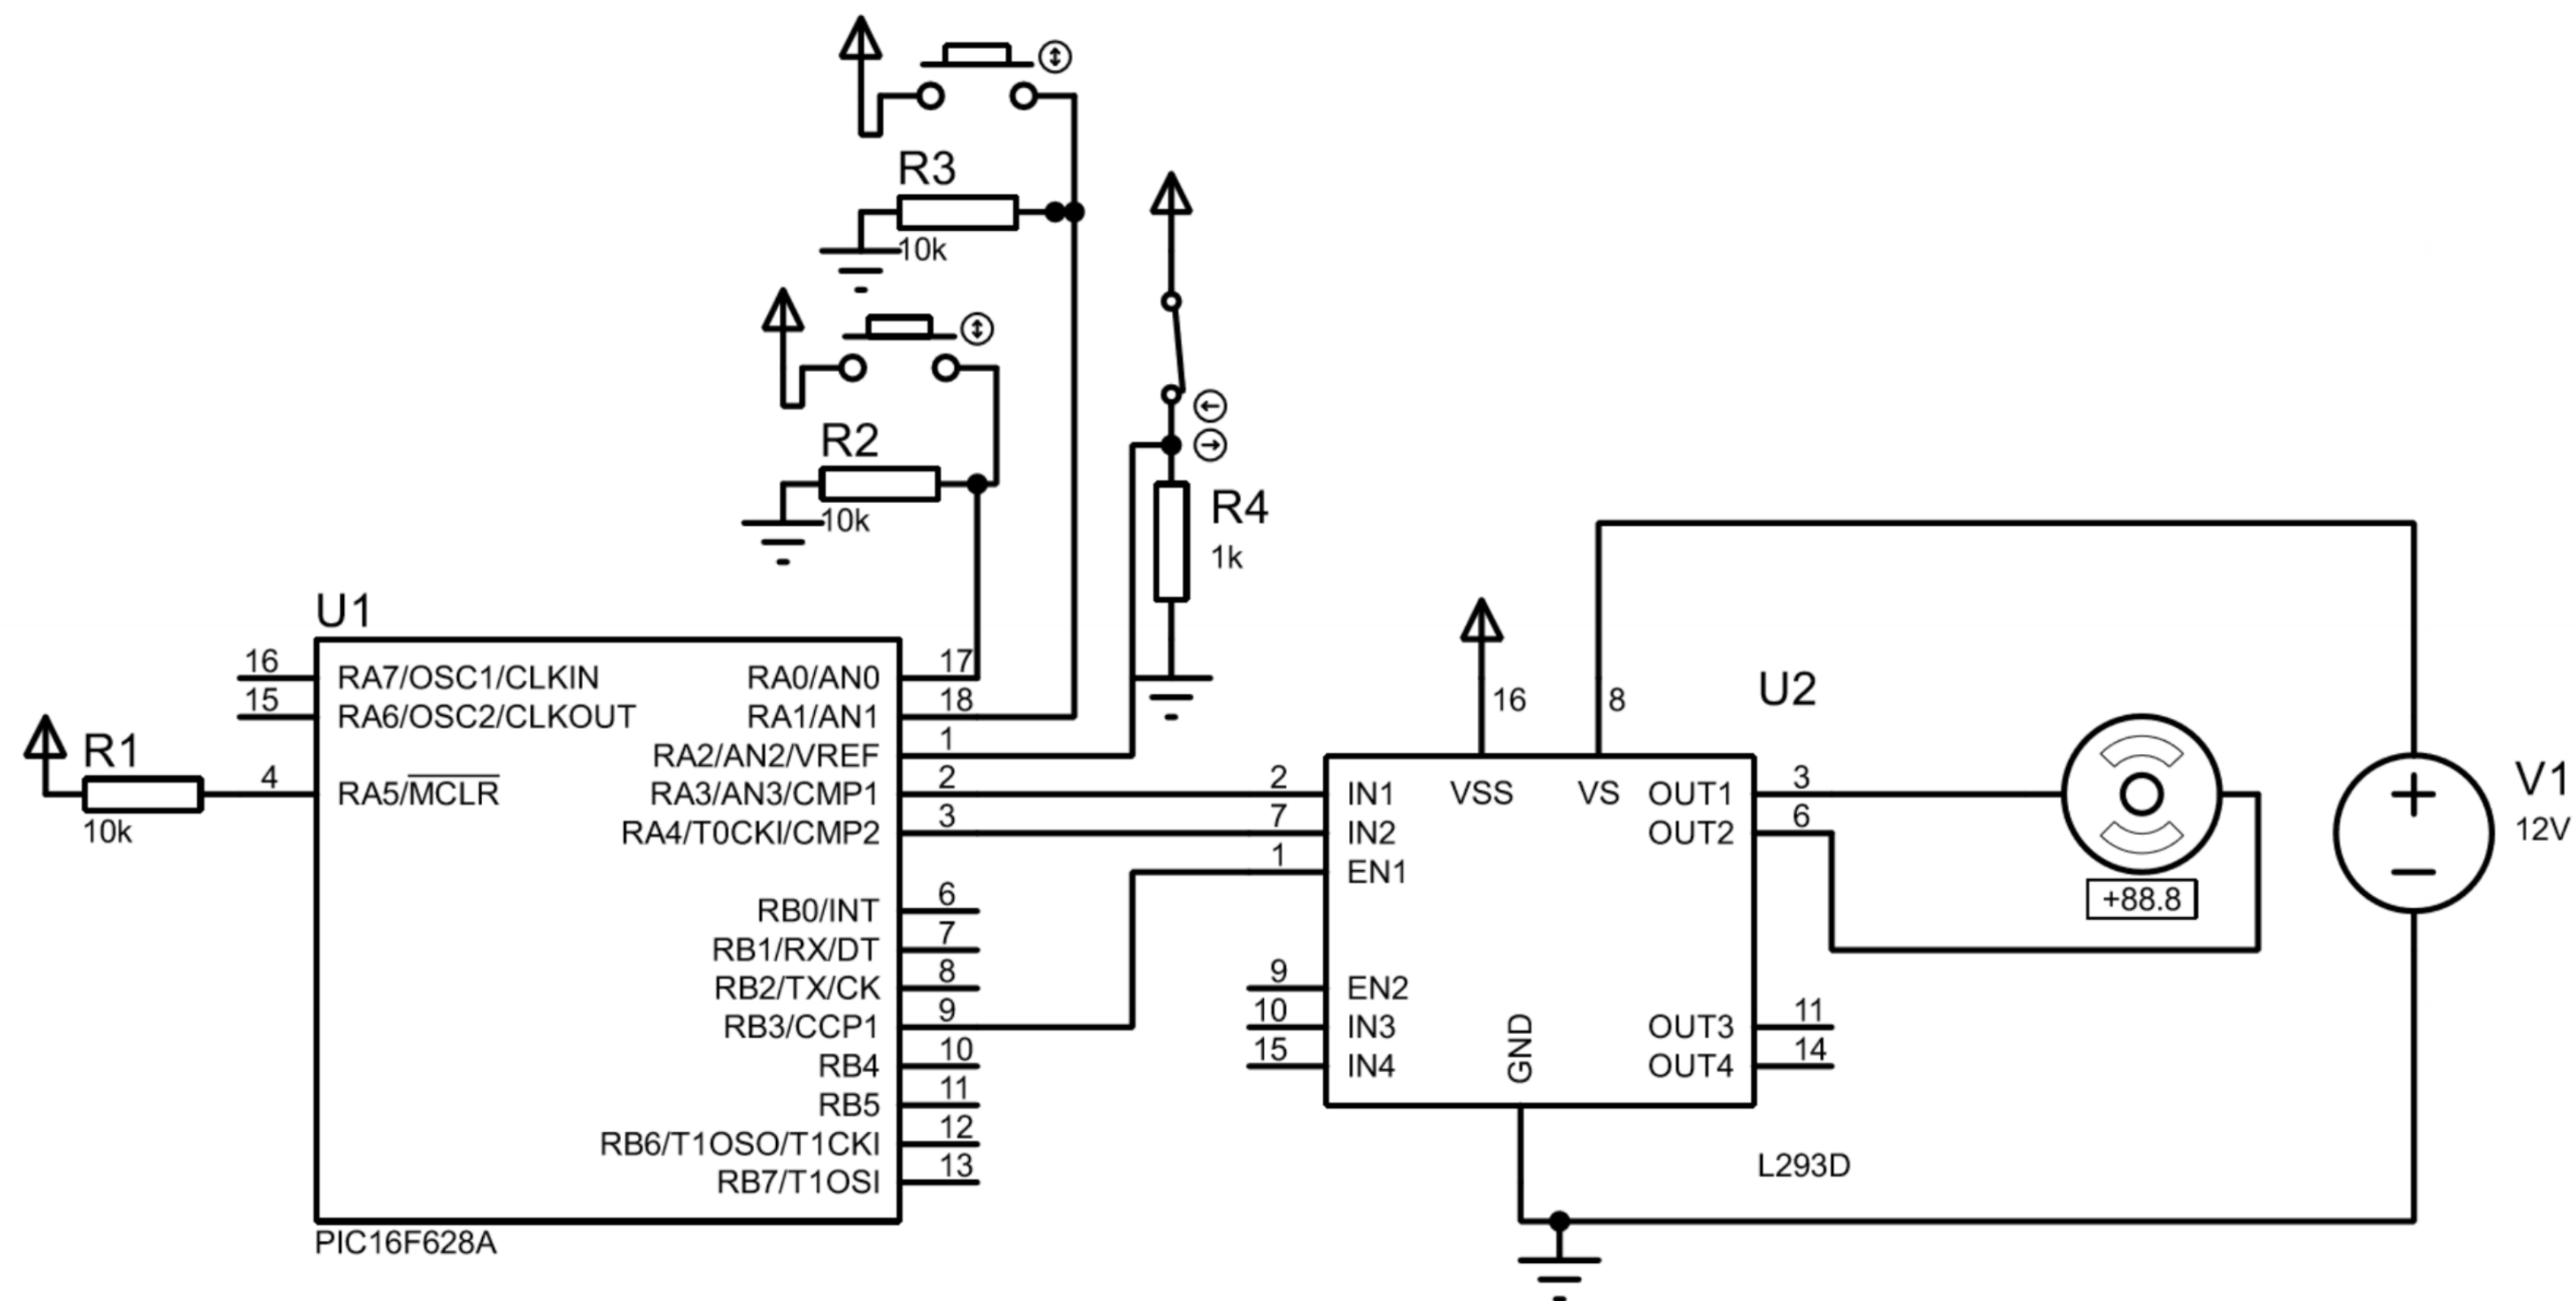 R3
10k
R2
10k
R4
1k
U1
16 RA7/OSC1/CLKIN RA0/AN0 17
15 RA6/OSC2/CLKOUT RA1/AN1 18
RA2/AN2/VREF 1
R1
10k
4 RA5/MCLR RA3/AN3/CMP1 2
RA4/T0CKI/CMP2 3
RB0/INT 6
RB1/RX/DT 7
RB2/TX/CK 8
RB3/CCP1 9
RB4 10
RB5 11
RB6/T1OSO/T1CKI 12
RB7/T1OSI 13
PIC16F628A
16 8
U2
2 IN1 VSS VS OUT1 3
7 IN2 OUT2 6
1 EN1
9 EN2
10 IN3 OUT3 11
15 IN4 OUT4 14
GND
L293D
+88.8
V1
12V